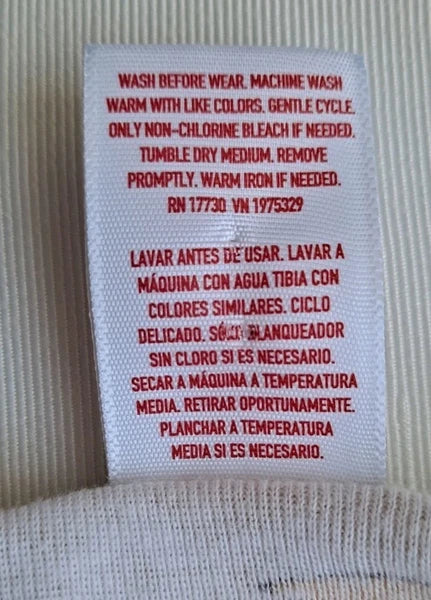 WASH BEFORE WEAR. MACHINE WASH
WARM WITH LIKE COLORS. GENTLE CYCLE.
ONLY NON-CHLORINE BLEACH IF NEEDED.
TUMBLE DRY MEDIUM. REMOVE
PROMPTLY. WARM IRON IF NEEDED.
RN 17730 VN 1975329
LAVAR ANTES DE USAR. LAVAR A
MÁQUINA CON AGUA TIBIA CON
COLORES SIMILARES. CICLO
DELICADO. SÓLO BLANQUEADOR
SIN CLORO SI ES NECESARIO.
SECAR A MÁQUINA A TEMPERATURA
MEDIA. RETIRAR OPORTUNAMENTE.
PLANCHAR A TEMPERATURA
MEDIA SI ES NECESARIO.